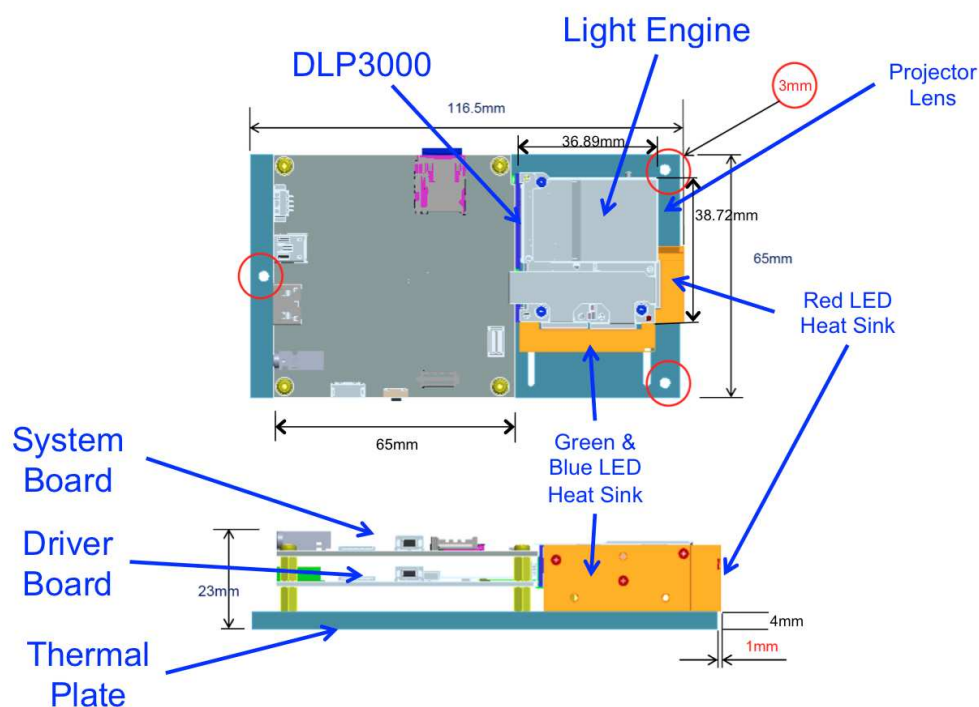 Light Engine
DLP3000
Projector
Lens
3mm
116.5mm
36.89mm
38.72mm
65mm
Red LED
Heat Sink
65mm
Green &
Blue LED
Heat Sink
System
Board
Driver
Board
23mm
4mm
1mm
Thermal
Plate